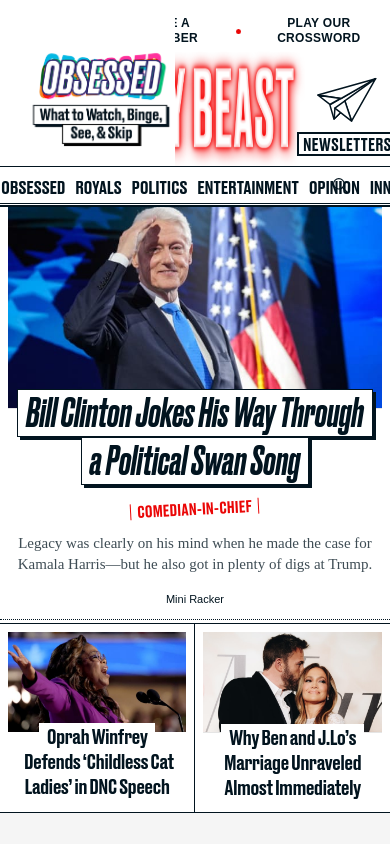 E A
PLAY OUR
BER
CROSSWORD
OBSESSED
What to Watch, Binge,
See, & Skip
Y BEAST
NEWSLETTERS
OBSESSED ROYALS POLITICS ENTERTAINMENT OPINION INN
Bill Clinton Jokes His Way Through
a Political Swan Song
COMEDIAN-IN-CHIEF
Legacy was clearly on his mind when he made the case for
Kamala Harris—but he also got in plenty of digs at Trump.
Mini Racker
Oprah Winfrey
Defends ‘Childless Cat
Ladies’ in DNC Speech
Why Ben and J.Lo’s
Marriage Unraveled
Almost Immediately